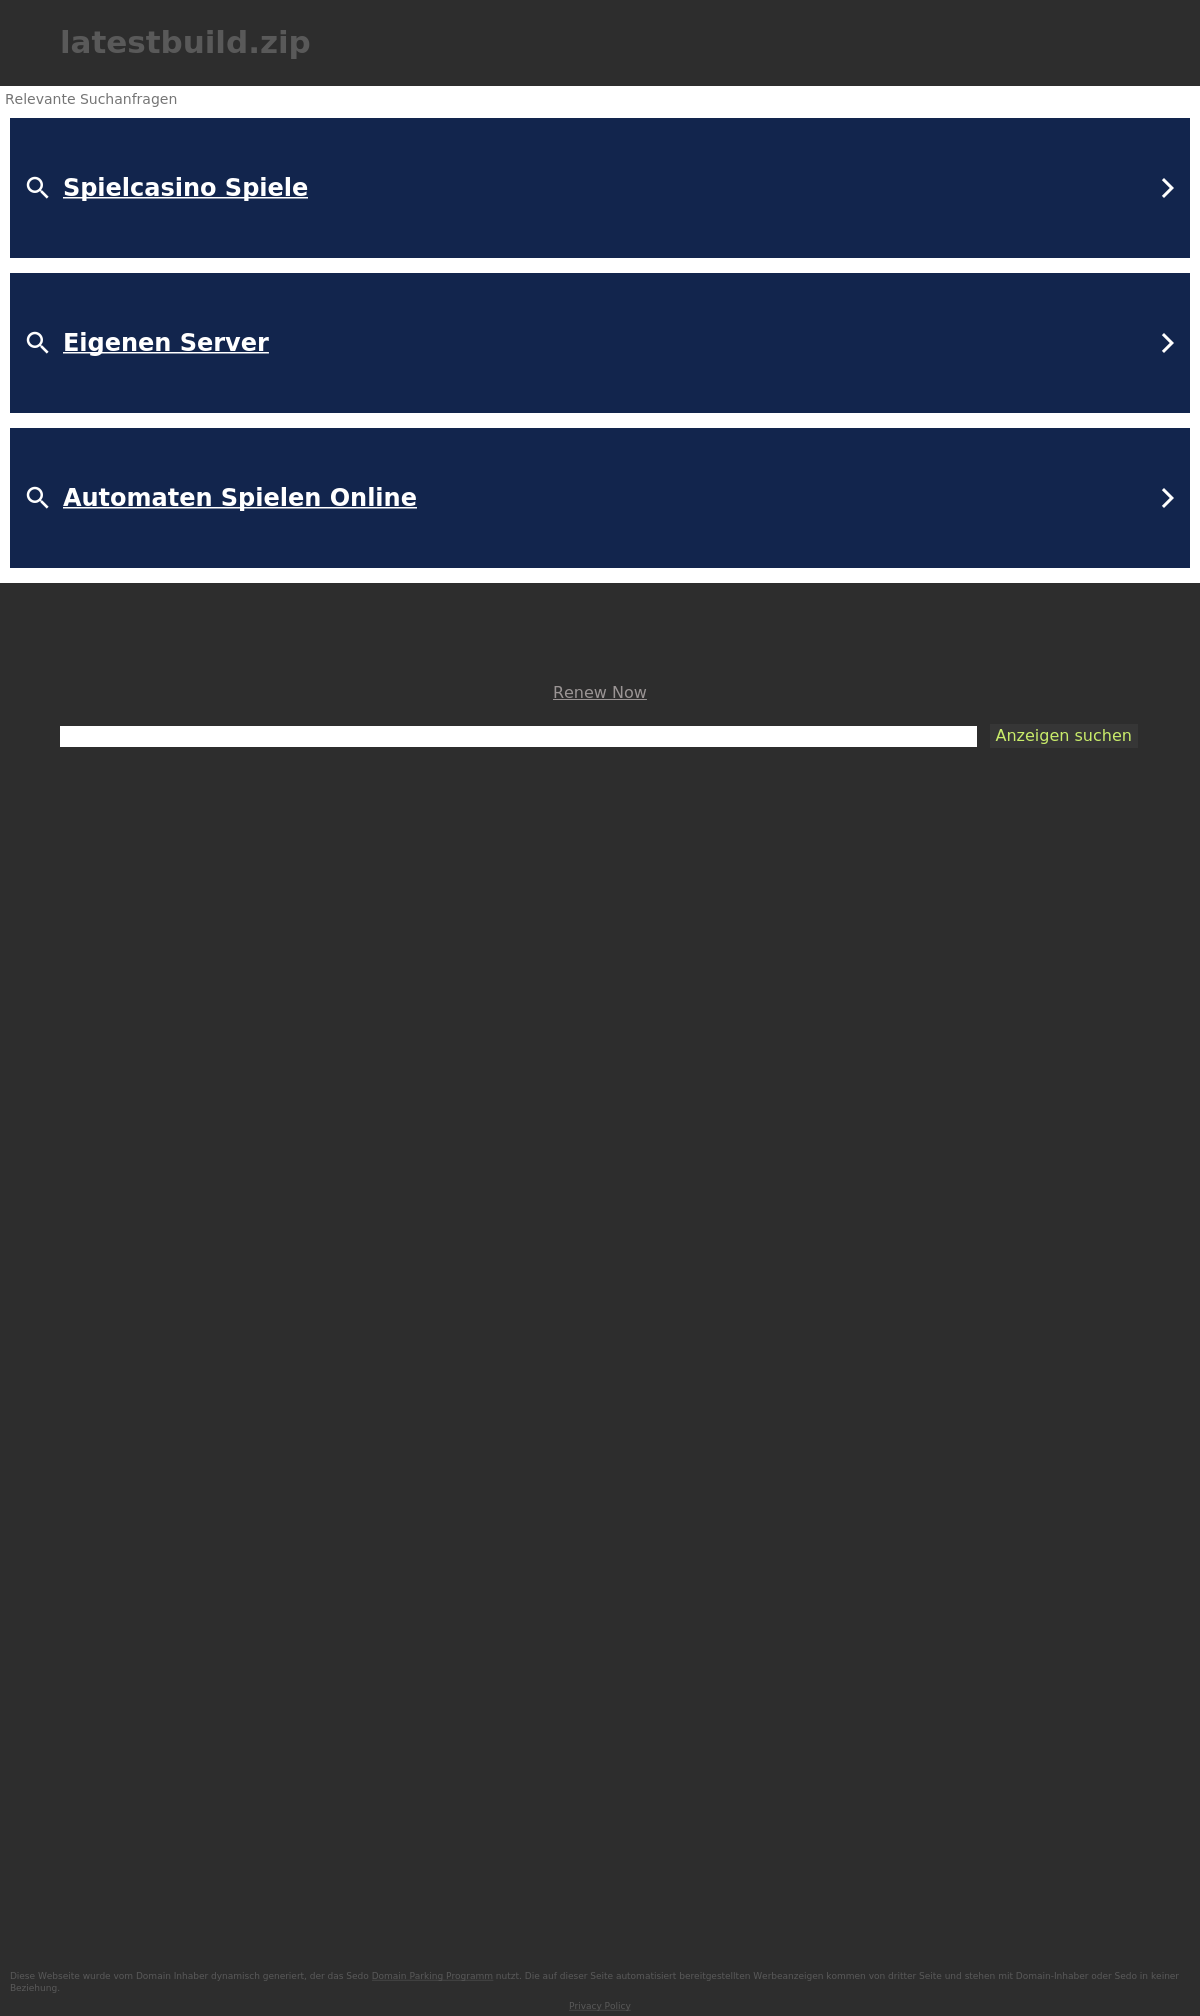 latestbuild.zip
Relevante Suchanfragen
Spielcasino Spiele
Eigenen Server
Automaten Spielen Online
Renew Now
Anzeigen suchen
Diese Webseite wurde vom Domain Inhaber dynamisch generiert, der das Sedo Domain Parking Programm nutzt. Die auf dieser Seite automatisiert bereitgestellten Werbeanzeigen kommen von dritter Seite und stehen mit Domain-Inhaber oder Sedo in keiner
Beziehung.
Privacy Policy